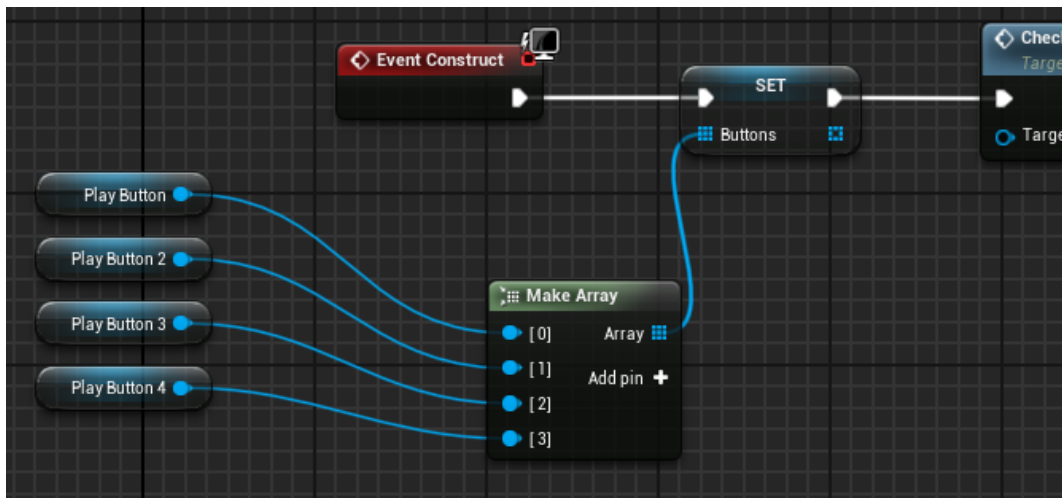 Event Construct
SET
Buttons
Play Button
Play Button 2
Play Button 3
Play Button 4
Make Array
[0] Array
[1] Add pin
[2]
[3]